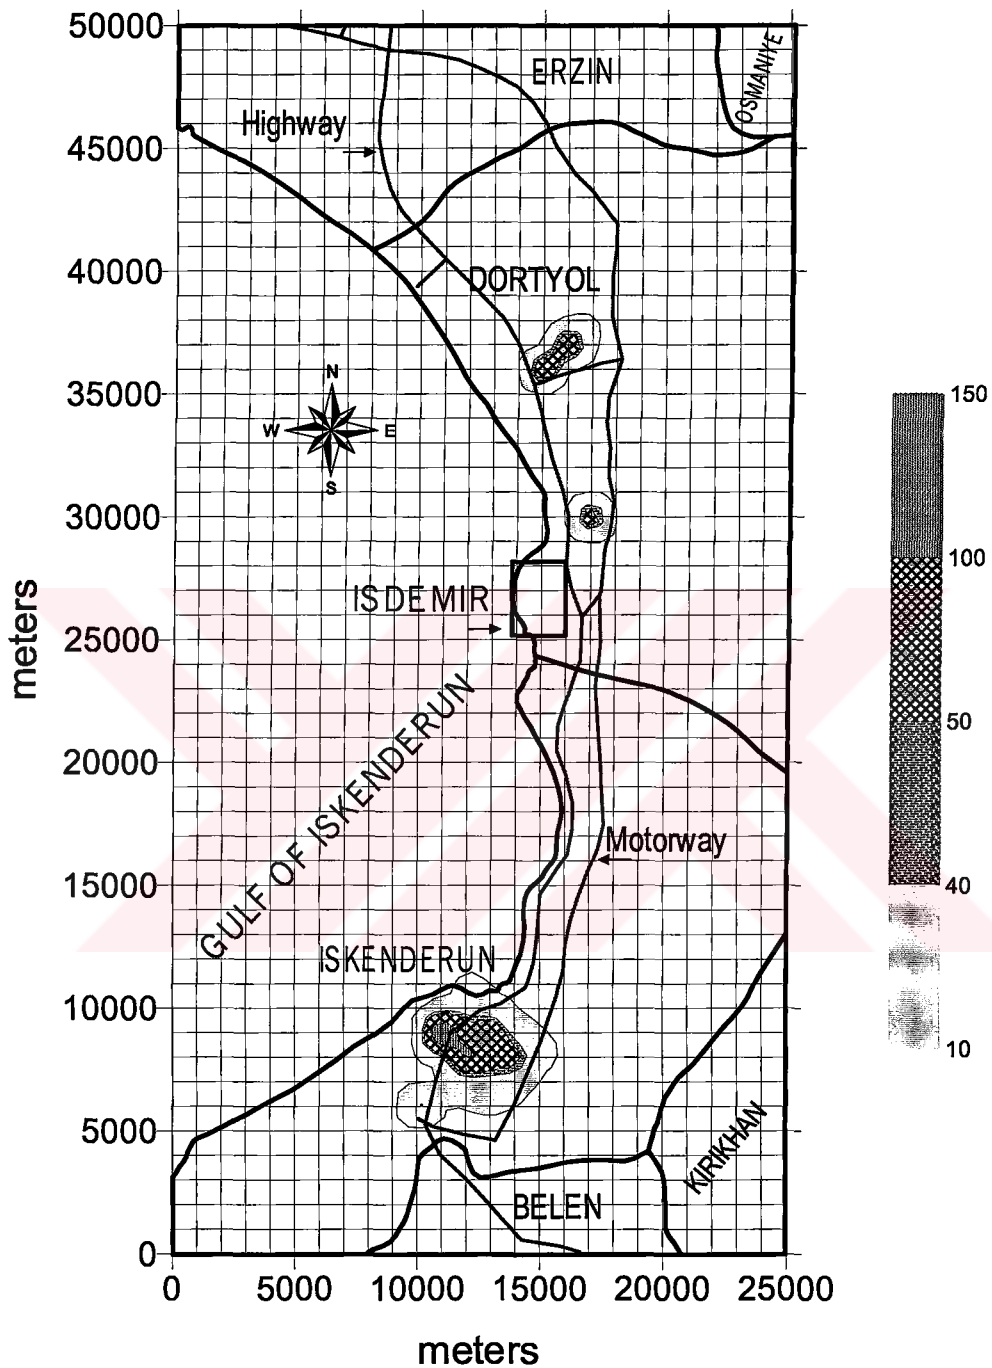 50000
ERZIN
OSMANIYE
Highway
45000
40000
DORTYOL
N
W E
S
35000
150
30000
100
ISDEMIR
25000
meters
50
GULF OF ISKENDERUN
20000
Motorway
15000
40
ISKENDERUN
10000
10
5000
KIRIKHAN
BELEN
0
0 5000 10000 15000 20000 25000
meters